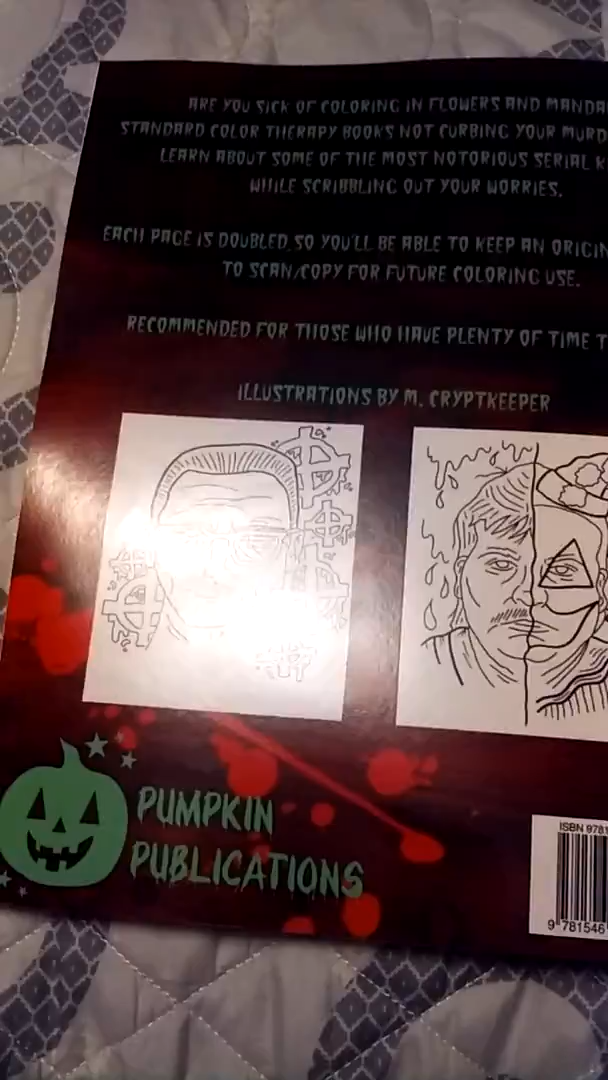 ARE YOU SICK OF COLORING IN FLOWERS AND
STANDARD COLOR THERAPY BOOKS NOT CURBING YOUR
LEARN ABOUT SOME OF THE MOST NOTORIOUS SERIAL
WHILE SCRIBBLING OUT YOUR WORRIES.
EACH PAGE IS DOUBLED SO YOU'LL BE ABLE TO KEEP AN
TO SCAN/COPY FOR FUTURE COLORING USE.
RECOMMENDED FOR THOSE WHO HAVE PLENTY OF TIME
ILLUSTRATIONS BY M. CRYPTKEEPER
PUMPKIN
PUBLICATIONS
ISBN 978
9 781546